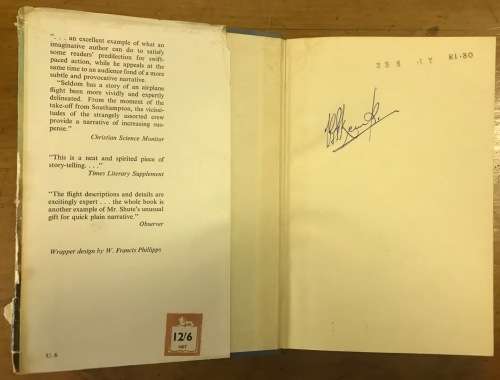 ". . . an excellent example of what an
imaginative author can do to satisfy
some readers' predilection for swift-
paced action, while he appeals at the
same time to an audience fond of a more
subtle and provocative narrative.
"Seldom has a story of an airplane
flight been more vividly and expertly
delineated. From the moment of the
take-off from Southampton, the vicissi-
tudes of the strangely assorted crew
provide a narrative of increasing sus-
pense."
Christian Science Monitor
"This is a neat and spirited piece of
story-telling. . . ."
Times Literary Supplement
"The flight descriptions and details are
excitingly expert . . . the whole book is
another example of Mr. Shute's unusual
gift for quick plain narrative."
Observer
Wrapper design by W. Francis Phillipps
12/6
NET